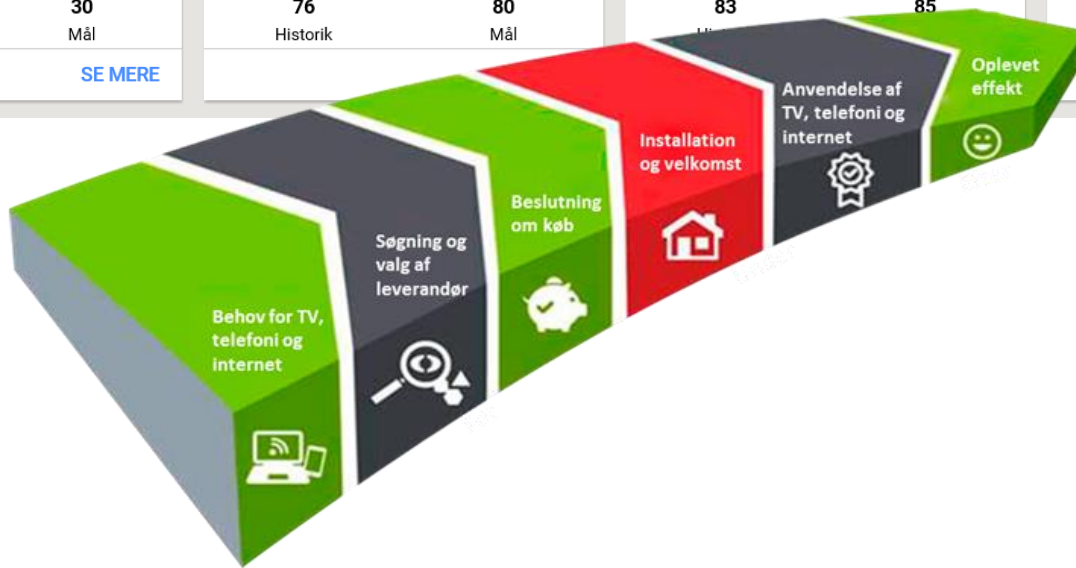 30
Mål
SE MERE
76
Historik
80
Mål
83
85
Behov for TV,
telefoni og
internet
Søgning og
valg af
leverandør
Beslutning
om køb
Installation
og velkomst
Anvendelse af
TV, telefoni og
internet
Oplevet
effekt